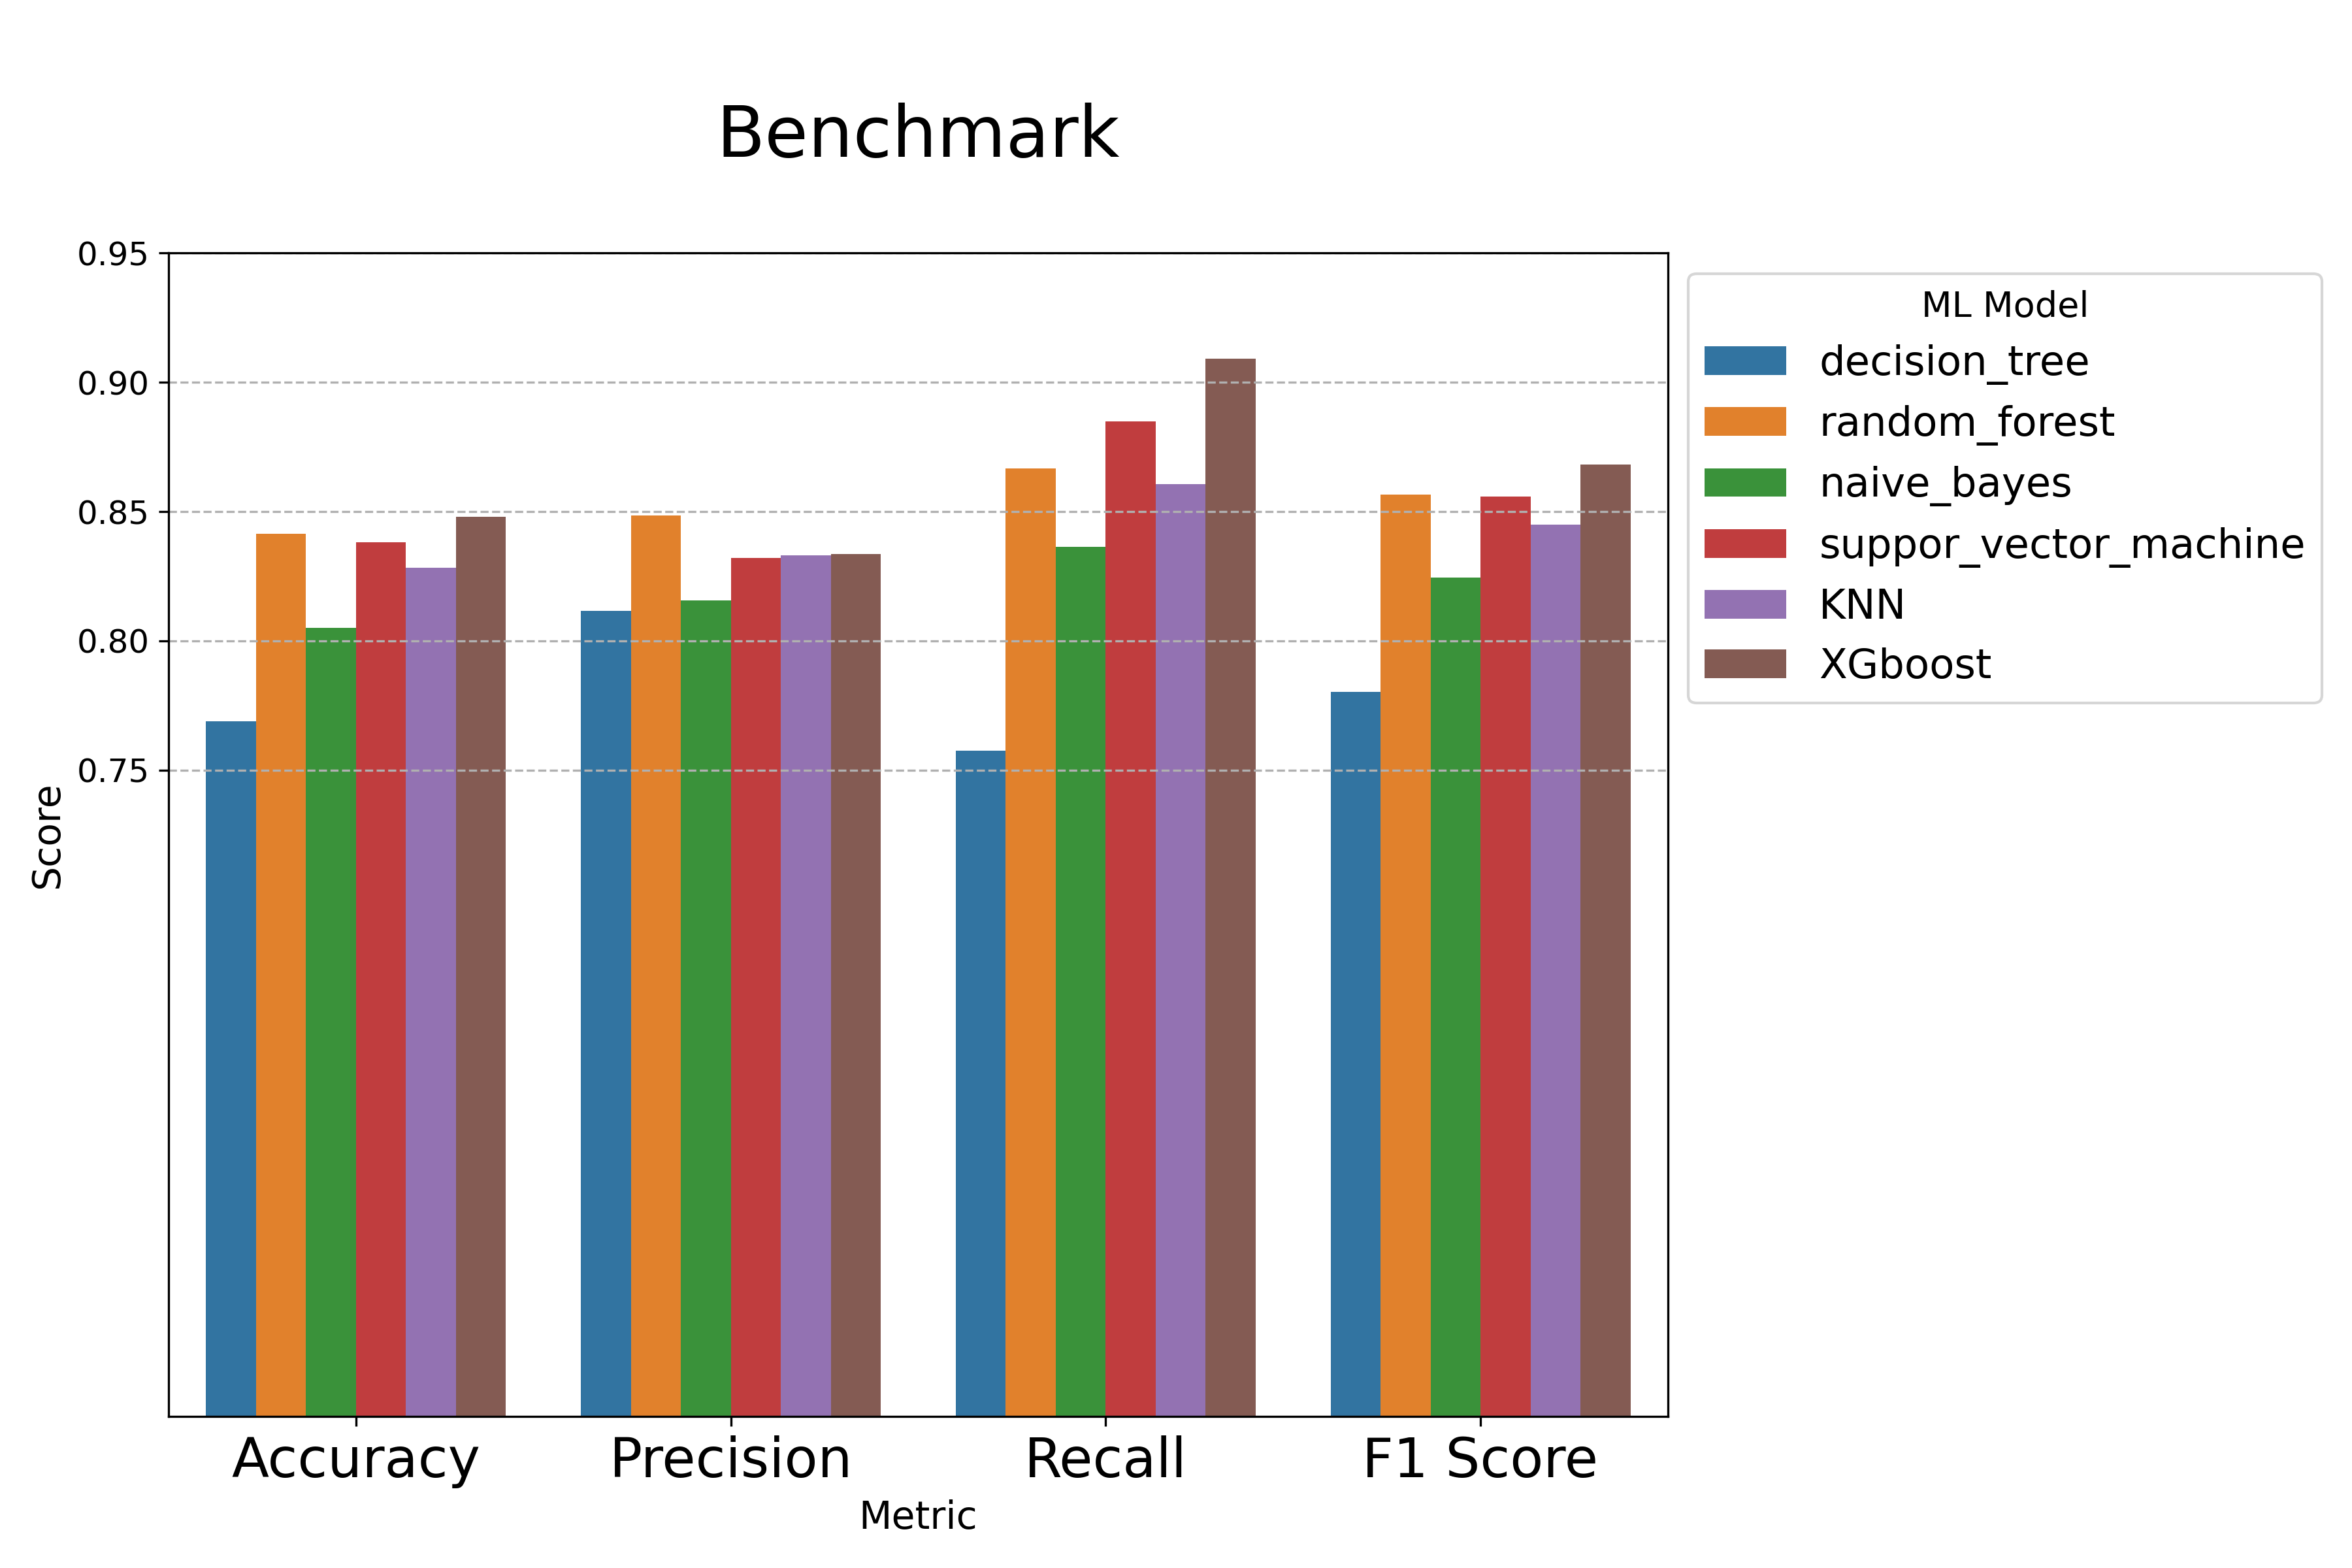 Benchmark
0.95
0.90
0.85
0.80
0.75
Score
Accuracy
Precision
Recall
F1 Score
Metric
ML Model
decision_tree
random_forest
naive_bayes
suppor_vector_machine
KNN
XGboost